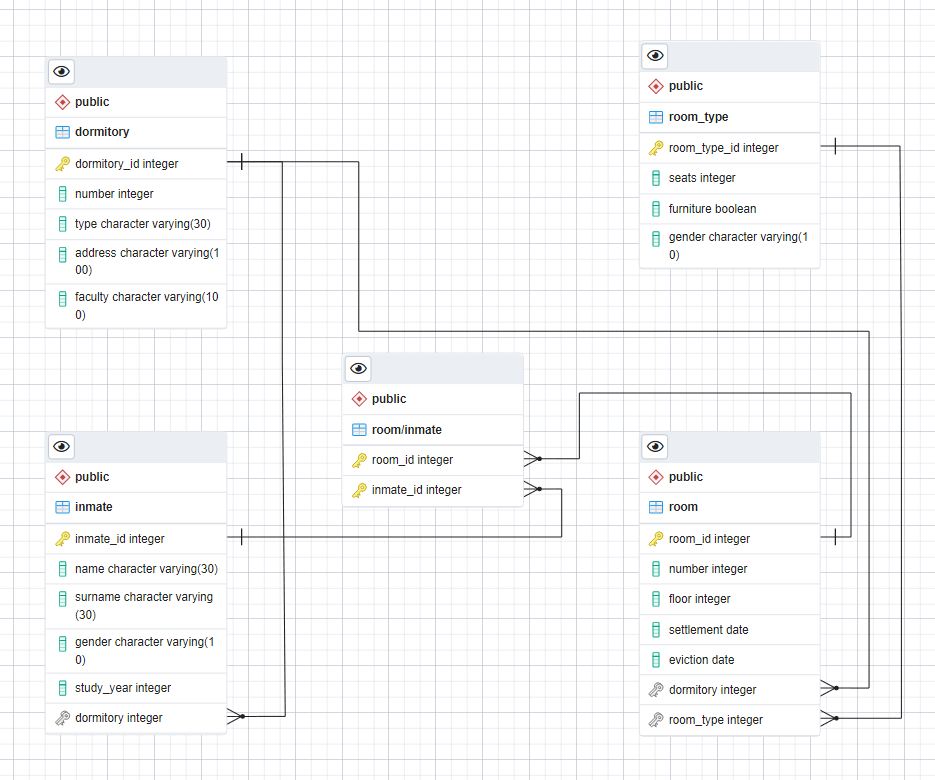 public
dormitory
dormitory_id integer
number integer
type character varying(30)
address character varying(1
00)
faculty character varying(10
0)
public
room_type
room_type_id integer
seats integer
furniture boolean
gender character varying(1
0)
public
room/inmate
room_id integer
inmate_id integer
public
inmate
inmate_id integer
name character varying(30)
surname character varying
(30)
gender character varying(1
0)
study_year integer
dormitory integer
public
room
room_id integer
number integer
floor integer
settlement date
eviction date
dormitory integer
room_type integer